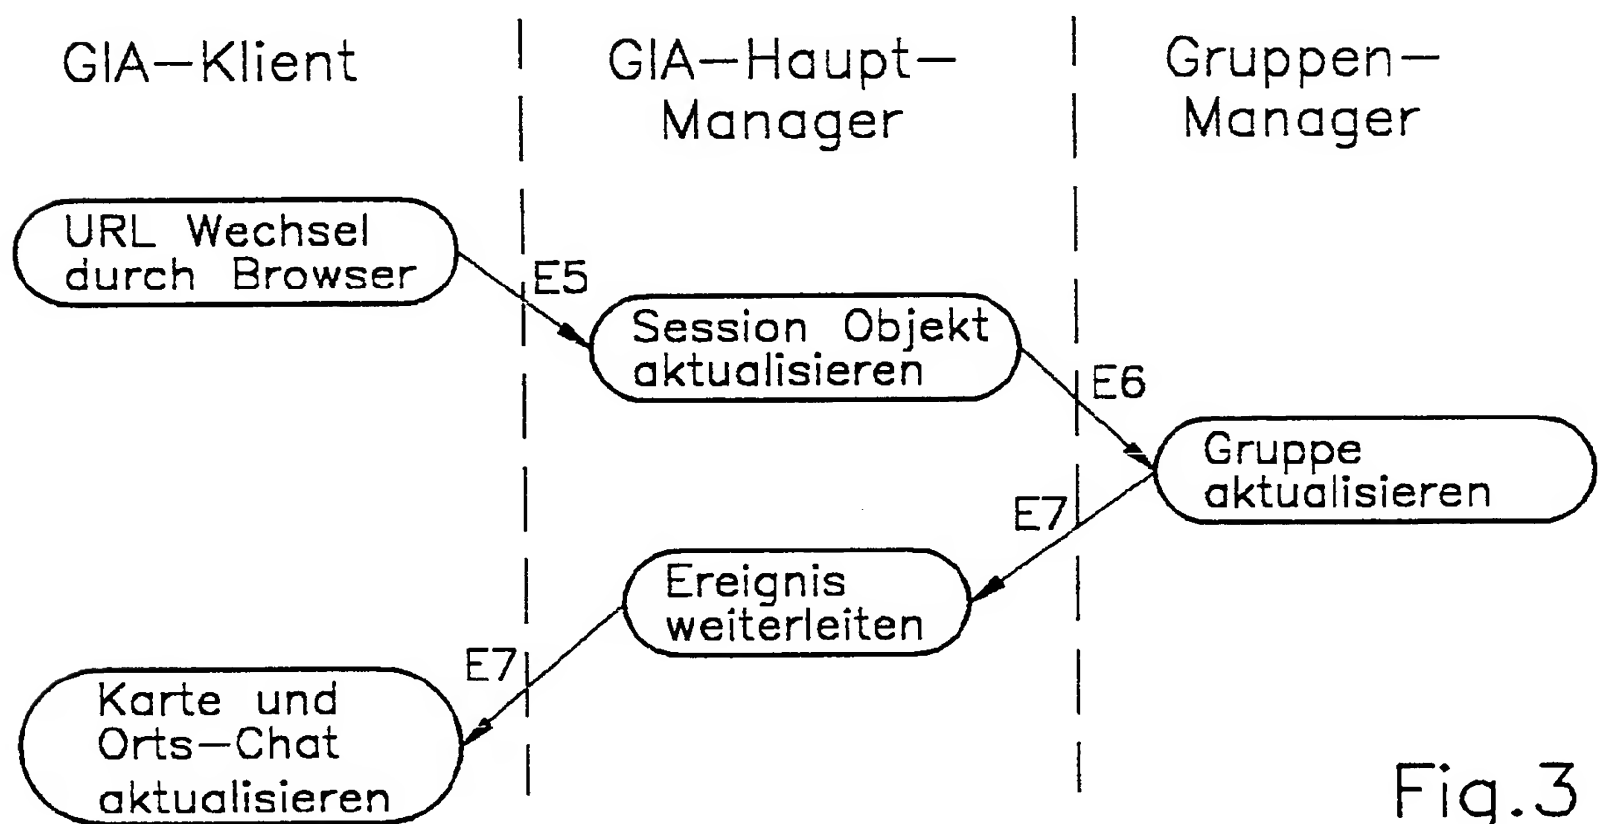 GIA-Klient
GIA-Haupt-
Manager
Gruppen-
Manager
URL Wechsel
durch Browser
E5
Session Objekt
aktualisieren
E6
Gruppe
aktualisieren
E7
Ereignis
weiterleiten
E7
Karte und
Orts-Chat
aktualisieren
Fig.3